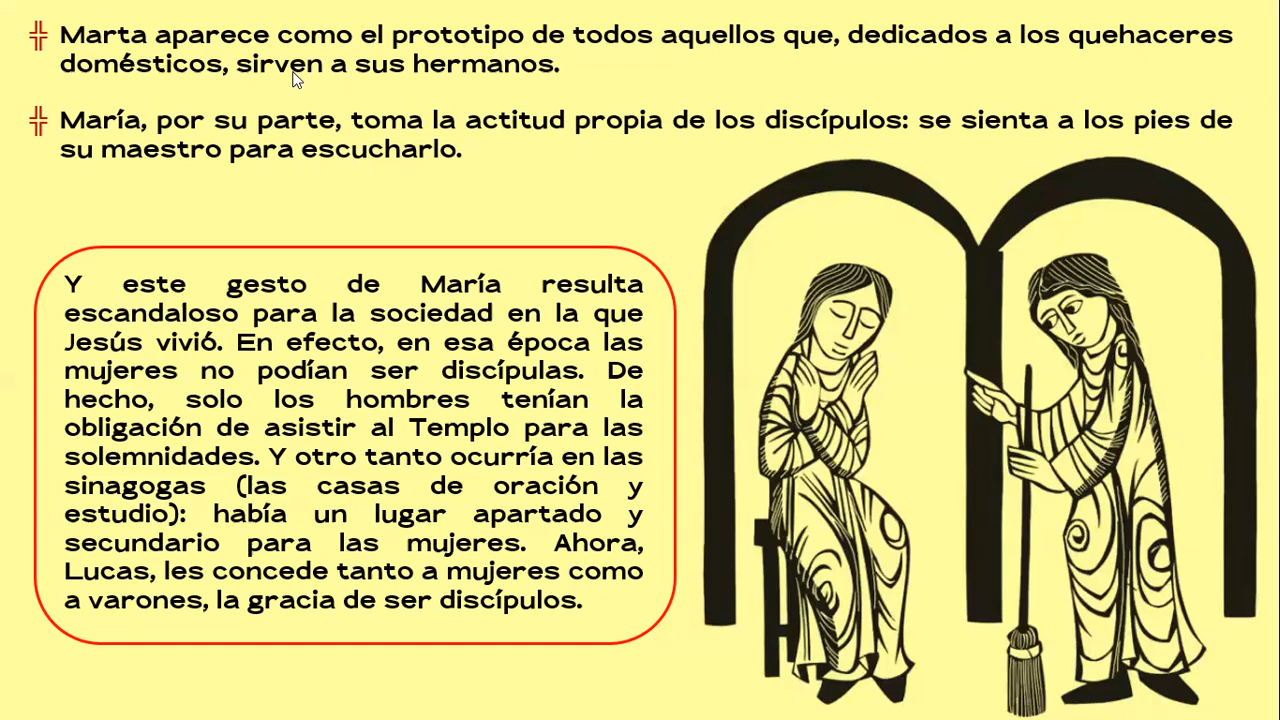 Marta aparece como el prototipo de todos aquellos que, dedicados a los quehaceres
domésticos, sirven a sus hermanos.
María, por su parte, toma la actitud propia de los discípulos: se sienta a los pies de
su maestro para escucharlo.
Y este gesto de María resulta
escandaloso para la sociedad en la que
Jesús vivió. En efecto, en esa época las
mujeres no podían ser discípulas. De
hecho, solo los hombres tenían la
obligación de asistir al Templo para las
solemnidades. Y otro tanto ocurría en las
sinagogas (las casas de oración y
estudio): había un lugar apartado y
secundario para las mujeres. Ahora,
Lucas, les concede tanto a mujeres como
a varones, la gracia de ser discípulos.